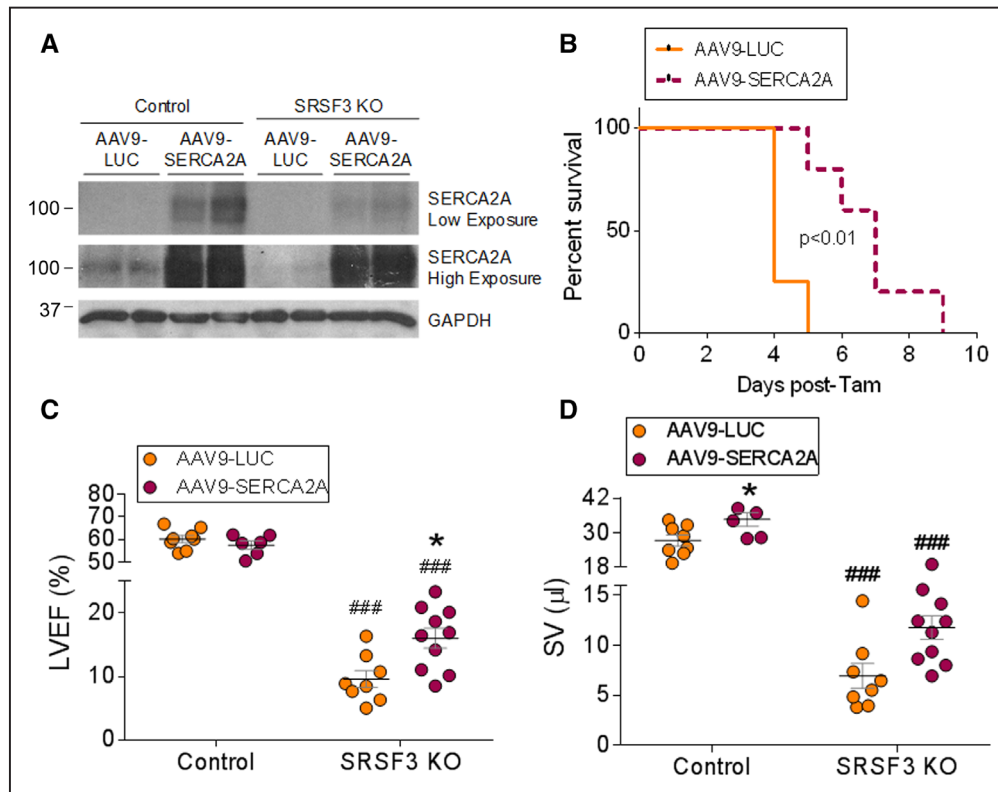 A
Control
SRSF3 KO
AAV9-
LUC
AAV9-
SERCA2A
AAV9-
LUC
AAV9-
SERCA2A
100
SERCA2A
Low Exposure
100
SERCA2A
High Exposure
37
GAPDH
B
AAV9-LUC
AAV9-SERCA2A
Percent survival
100
50
0
p<0.01
0 2 4 6 8 10
Days post-Tam
C
AAV9-LUC
AAV9-SERCA2A
LVEF (%)
80
70
60
50
20
10
0
###
*
###
Control
SRSF3 KO
D
AAV9-LUC
AAV9-SERCA2A
SV (µl)
42
30
18
15
10
5
0
*
###
###
Control
SRSF3 KO